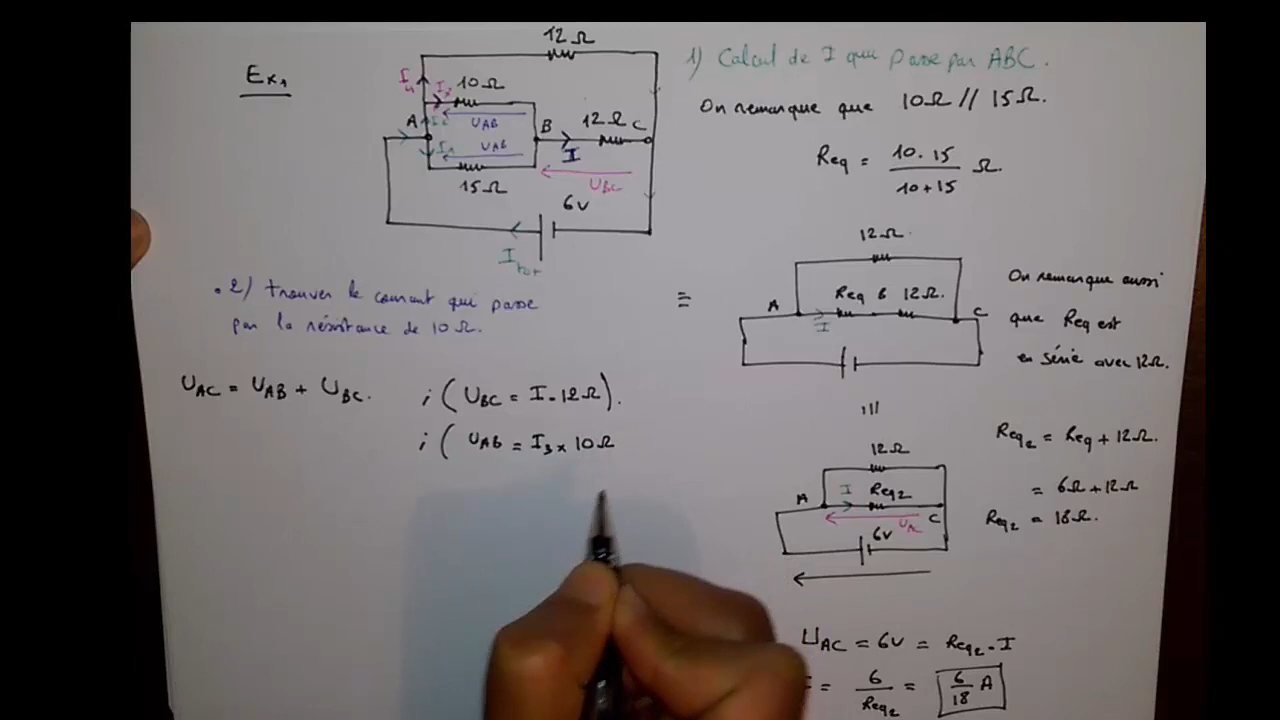 Ex1
12Ω
I4
I3
10Ω
A
I2
UAB
B
12Ω
C
I1
UAB
I
15Ω
UBC
6V
Itot
.2) trouver le courant qui passe
par la résistance de 10Ω.
UAC = UAB + UBC. ; ( UBC = I - 12Ω).
; ( UAB = I3 × 10Ω
1) Calcul de I qui passe par ABC.
On remarque que 10Ω // 15Ω.
Req = 10.15 / 10+15 Ω.
12Ω.
≡
A
Req 6
12Ω.
I
C
On remarque aussi
que Req est
en série avec 12Ω.
12Ω
A
I
Req2
UAC
C
6V
Req2 = Req + 12Ω.
= 6Ω + 12Ω
Req2 = 18Ω.
UAC = 6V = Req2 - I
= 6 / Req2 = 6/18 A